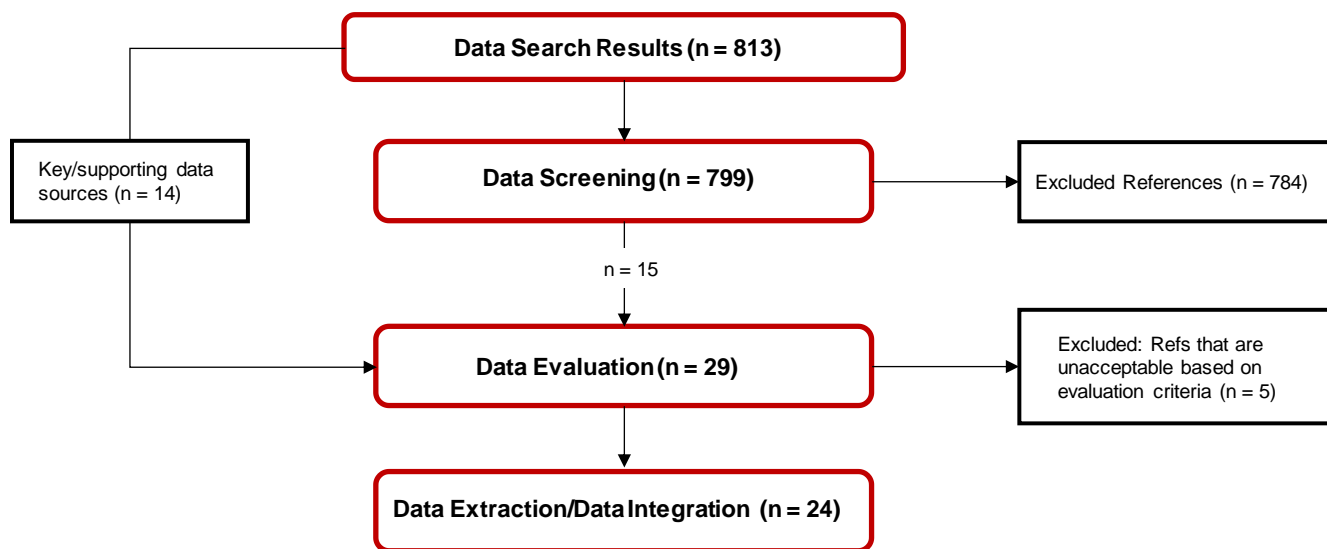 Data Search Results (n = 813)
Key/supporting data
sources (n = 14)
Data Screening (n = 799)
Excluded References (n = 784)
n = 15
Data Evaluation (n = 29)
Excluded: Refs that are
unacceptable based on
evaluation criteria (n = 5)
Data Extraction/Data Integration (n = 24)